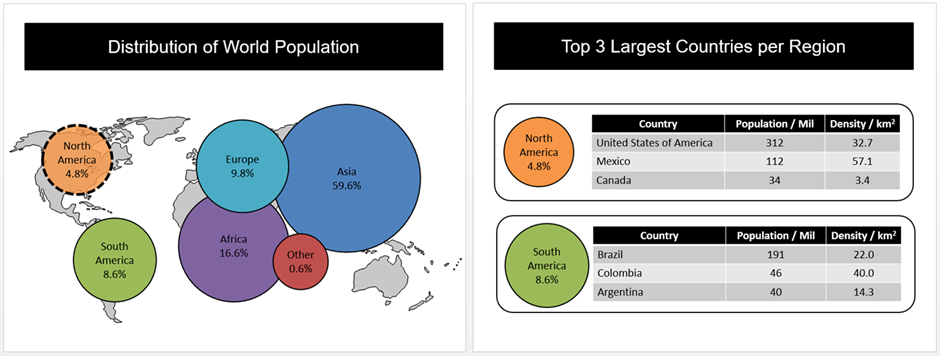 Distribution of World Population
North
America
4.8%
Europe
9.8%
Asia
59.6%
South
America
8.6%
Africa
16.6%
Other
0.6%
Top 3 Largest Countries per Region
North
America
4.8%
Country Population / Mil Density / km²
United States of America 312 32.7
Mexico 112 57.1
Canada 34 3.4
South
America
8.6%
Country Population / Mil Density / km²
Brazil 191 22.0
Colombia 46 40.0
Argentina 40 14.3